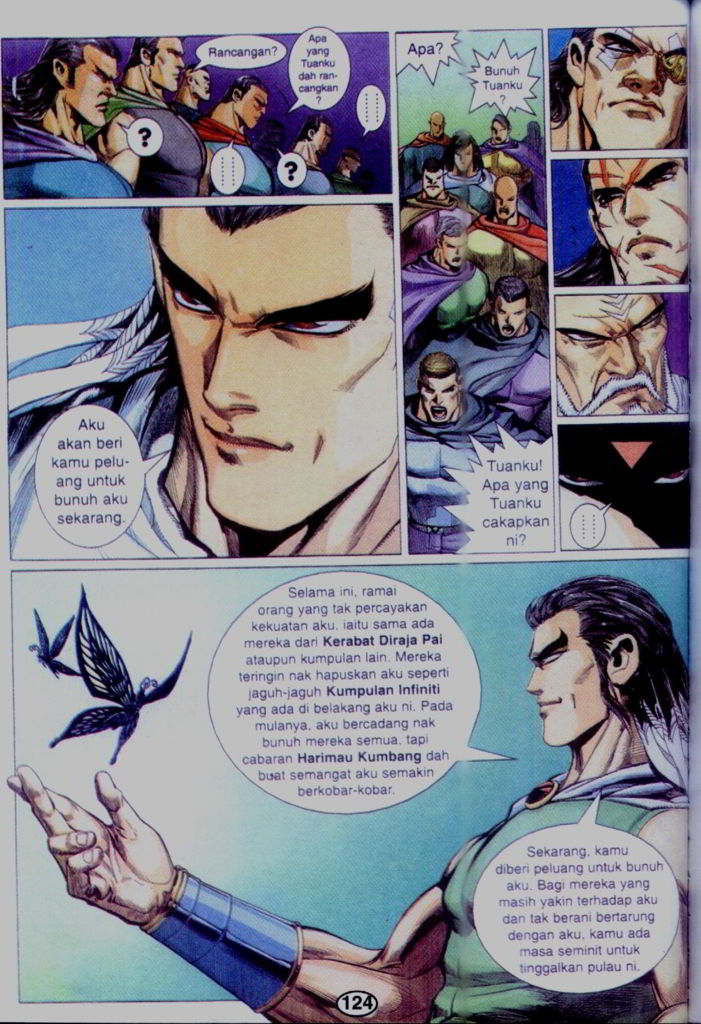 Rancangan?
Apa
yang
Tuanku
dah ran-
cangkan
?
?
?
Apa?
Bunuh
Tuanku?
Aku
akan beri
kamu pelu-
ang untuk
bunuh aku
sekarang.
Tuanku!
Apa yang
Tuanku
cakapkan
ni?
Selama ini, ramai
orang yang tak percayakan
kekuatan aku, iaitu sama ada
mereka dari Kerabat Diraja Pai
ataupun kumpulan lain. Mereka
teringin nak hapuskan aku seperti
jaguh-jaguh Kumpulan Infiniti
yang ada di belakang aku ni. Pada
mulanya, aku bercadang nak
bunuh mereka semua, tapi
cabaran Harimau Kumbang dah
buat semangat aku semakin
berkobar-kobar.
Sekarang, kamu
diberi peluang untuk bunuh
aku. Bagi mereka yang
masih yakin terhadap aku
dan tak berani bertarung
dengan aku, kamu ada
masa seminit untuk
tinggalkan pulau ni.
124